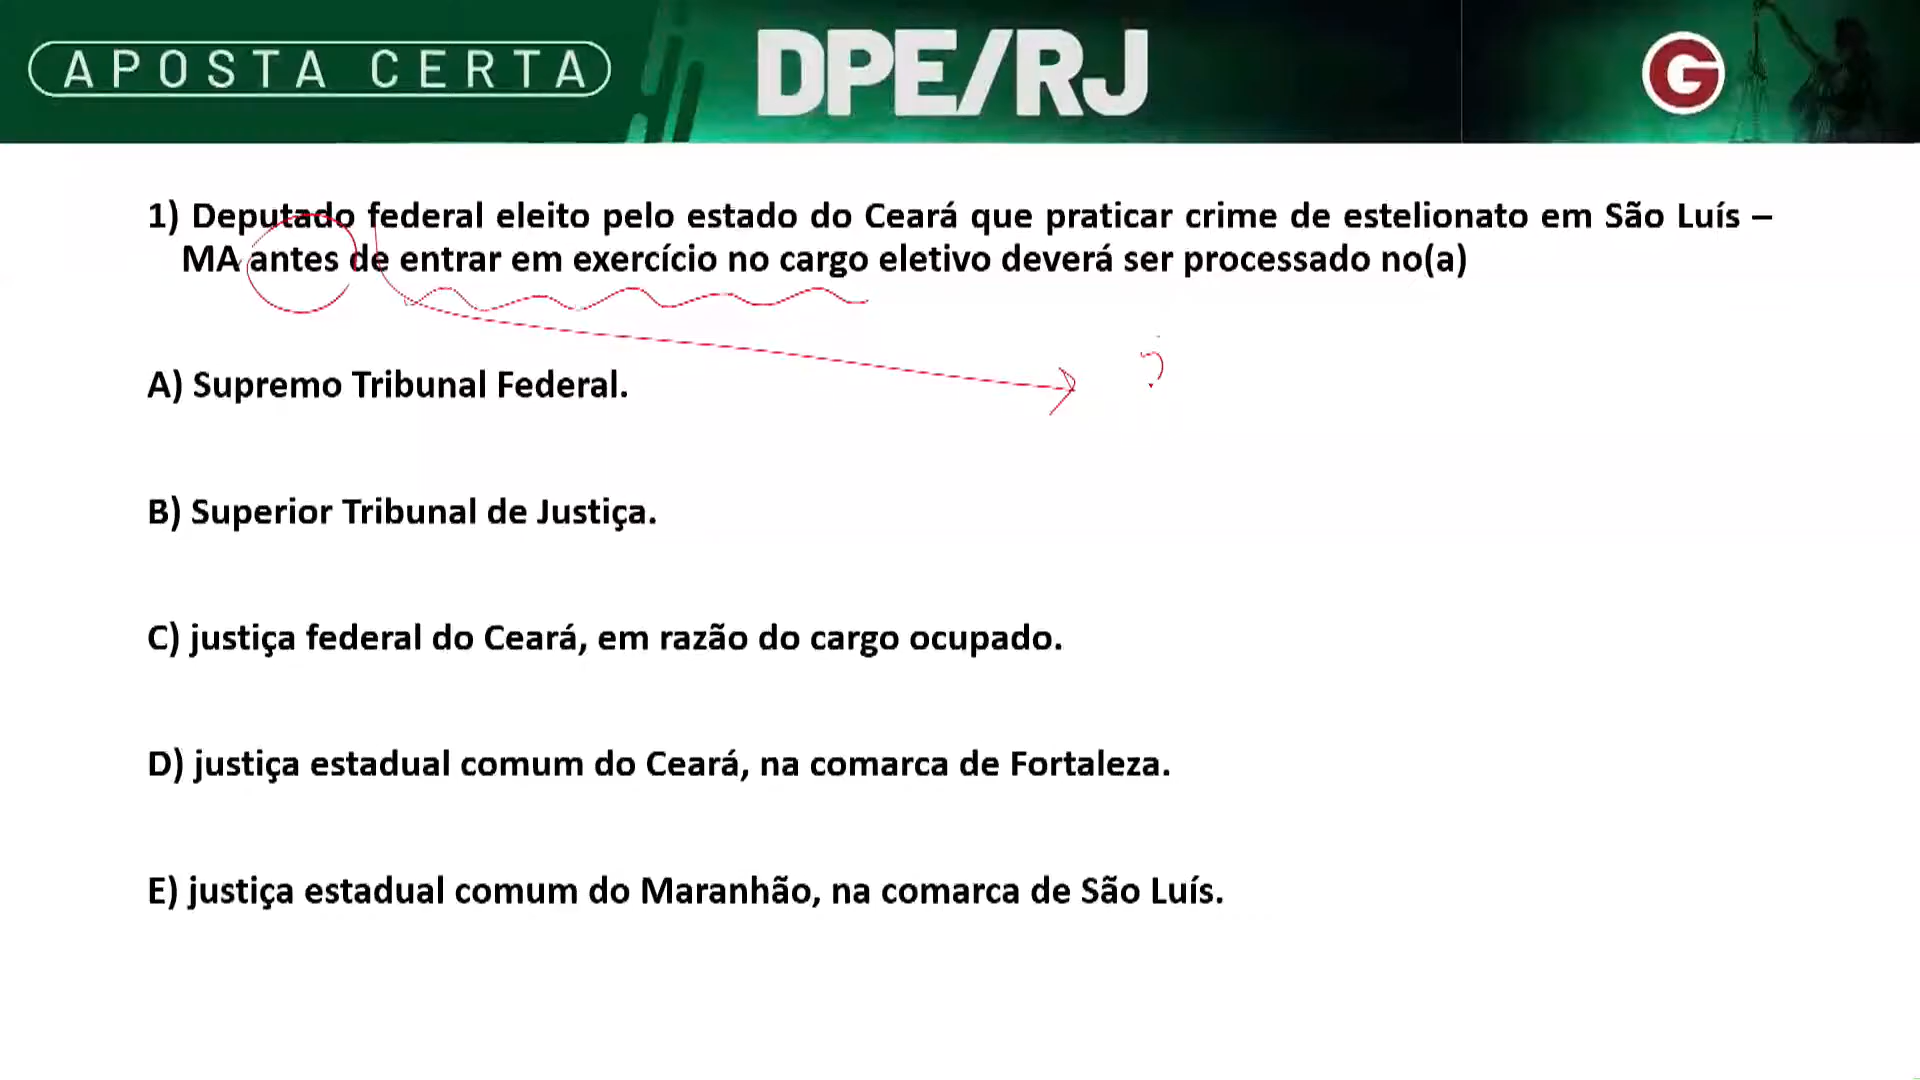 APOSTA CERTA
DPE/RJ
G
1) Deputado federal eleito pelo estado do Ceará que praticar crime de estelionato em São Luís –
MA antes de entrar em exercício no cargo eletivo deverá ser processado no(a)
?
A) Supremo Tribunal Federal.
B) Superior Tribunal de Justiça.
C) justiça federal do Ceará, em razão do cargo ocupado.
D) justiça estadual comum do Ceará, na comarca de Fortaleza.
E) justiça estadual comum do Maranhão, na comarca de São Luís.